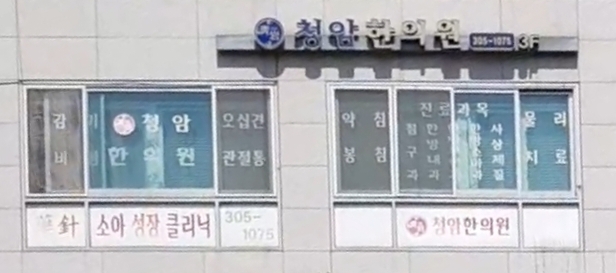 청암한의원 305-1075 3F
감기 청암 오십견
비염 한의원 관절통
약침 진료과목 물리
봉침 침구과 한방내과 사상체질 치료
針 소아 성장 클리닉 305-1075
청암한의원